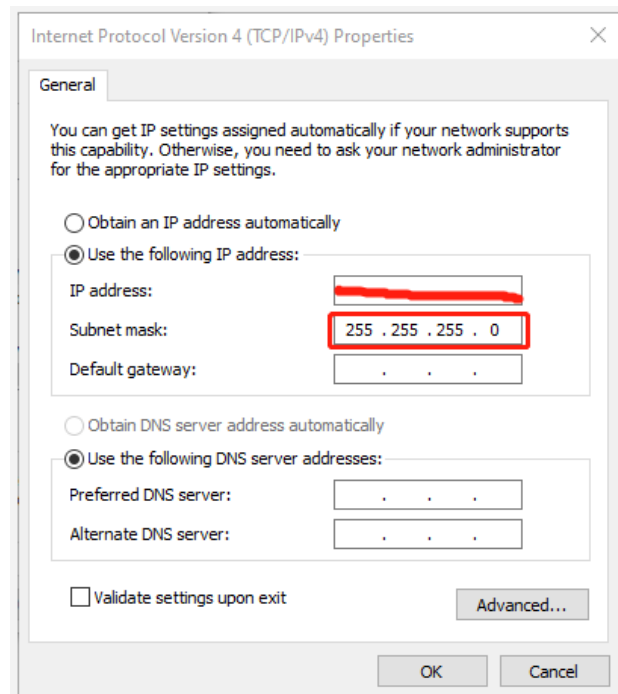 Internet Protocol Version 4 (TCP/IPv4) Properties
General
You can get IP settings assigned automatically if your network supports
this capability. Otherwise, you need to ask your network administrator
for the appropriate IP settings.
Obtain an IP address automatically
Use the following IP address:
IP address:
Subnet mask: 255 . 255 . 255 . 0
Default gateway: . . .
Obtain DNS server address automatically
Use the following DNS server addresses:
Preferred DNS server: . . .
Alternate DNS server: . . .
Validate settings upon exit
Advanced...
OK Cancel